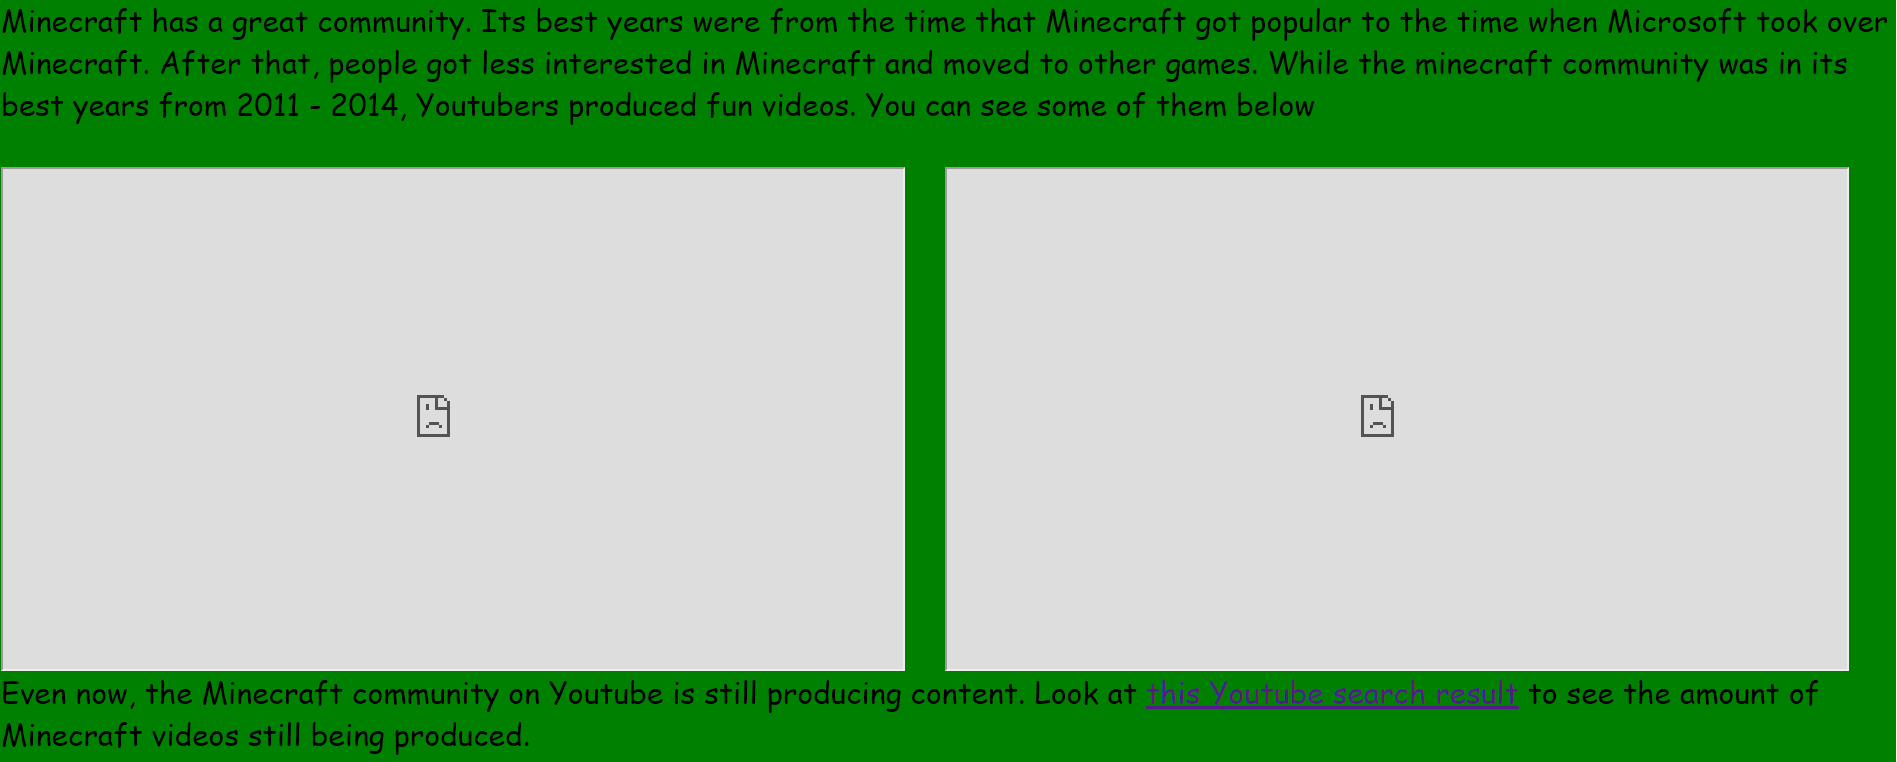 Minecraft has a great community. Its best years were from the time that Minecraft got popular to the time when Microsoft took over
Minecraft. After that, people got less interested in Minecraft and moved to other games. While the minecraft community was in its
best years from 2011 - 2014, Youtubers produced fun videos. You can see some of them below
Even now, the Minecraft community on Youtube is still producing content. Look at this Youtube search result to see the amount of
Minecraft videos still being produced.